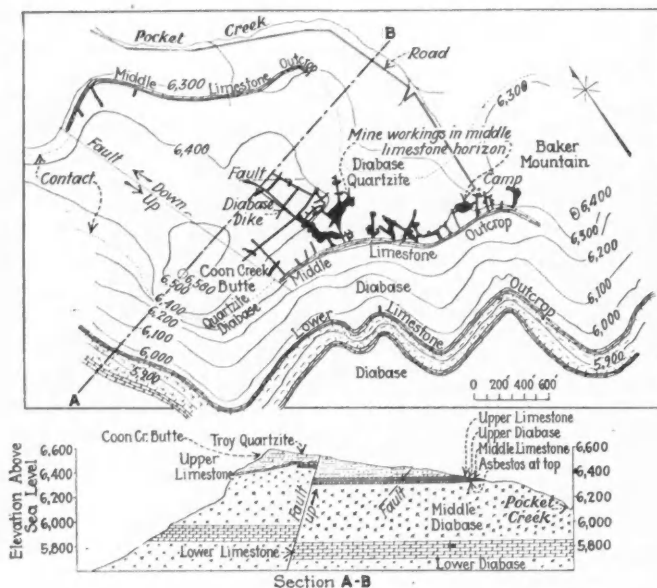 Pocket Creek
B
Road
Middle Limestone Outcrop
6,300
6,300
Mine workings in middle
limestone horizon
Baker
Mountain
6,400
Fault
Diabase
Quartzite
Camp
Contact
Fault
Down
Up
Diabase
Dike
6,400
6,300
6,200
Coon Creek
Butte
6,580
6,500
6,400
6,200
6,100
6,000
5,900
Quartzite
Diabase
Middle Limestone Outcrop
Diabase
6,100
6,000
5,900
Lower Limestone Outcrop
Diabase
A
0 200 400 600'
Coon Cr. Butte
Troy Quartzite
Upper Limestone
Upper Diabase
Middle Limestone
Asbestos at top
Upper
Limestone
Elevation Above
Sea Level
6,600
6,400
6,200
6,000
5,800
6,600
6,400
6,200
6,000
5,800
Fault
up
Fault
Middle
Diabase
Pocket
Creek
Lower Limestone
Lower Diabase
Section A-B